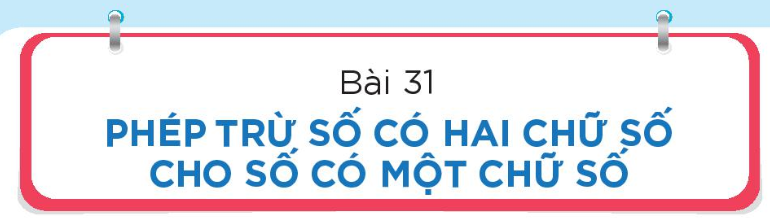 Bài 31
PHÉP TRỪ SỐ CÓ HAI CHỮ SỐ
CHO SỐ CÓ MỘT CHỮ SỐ